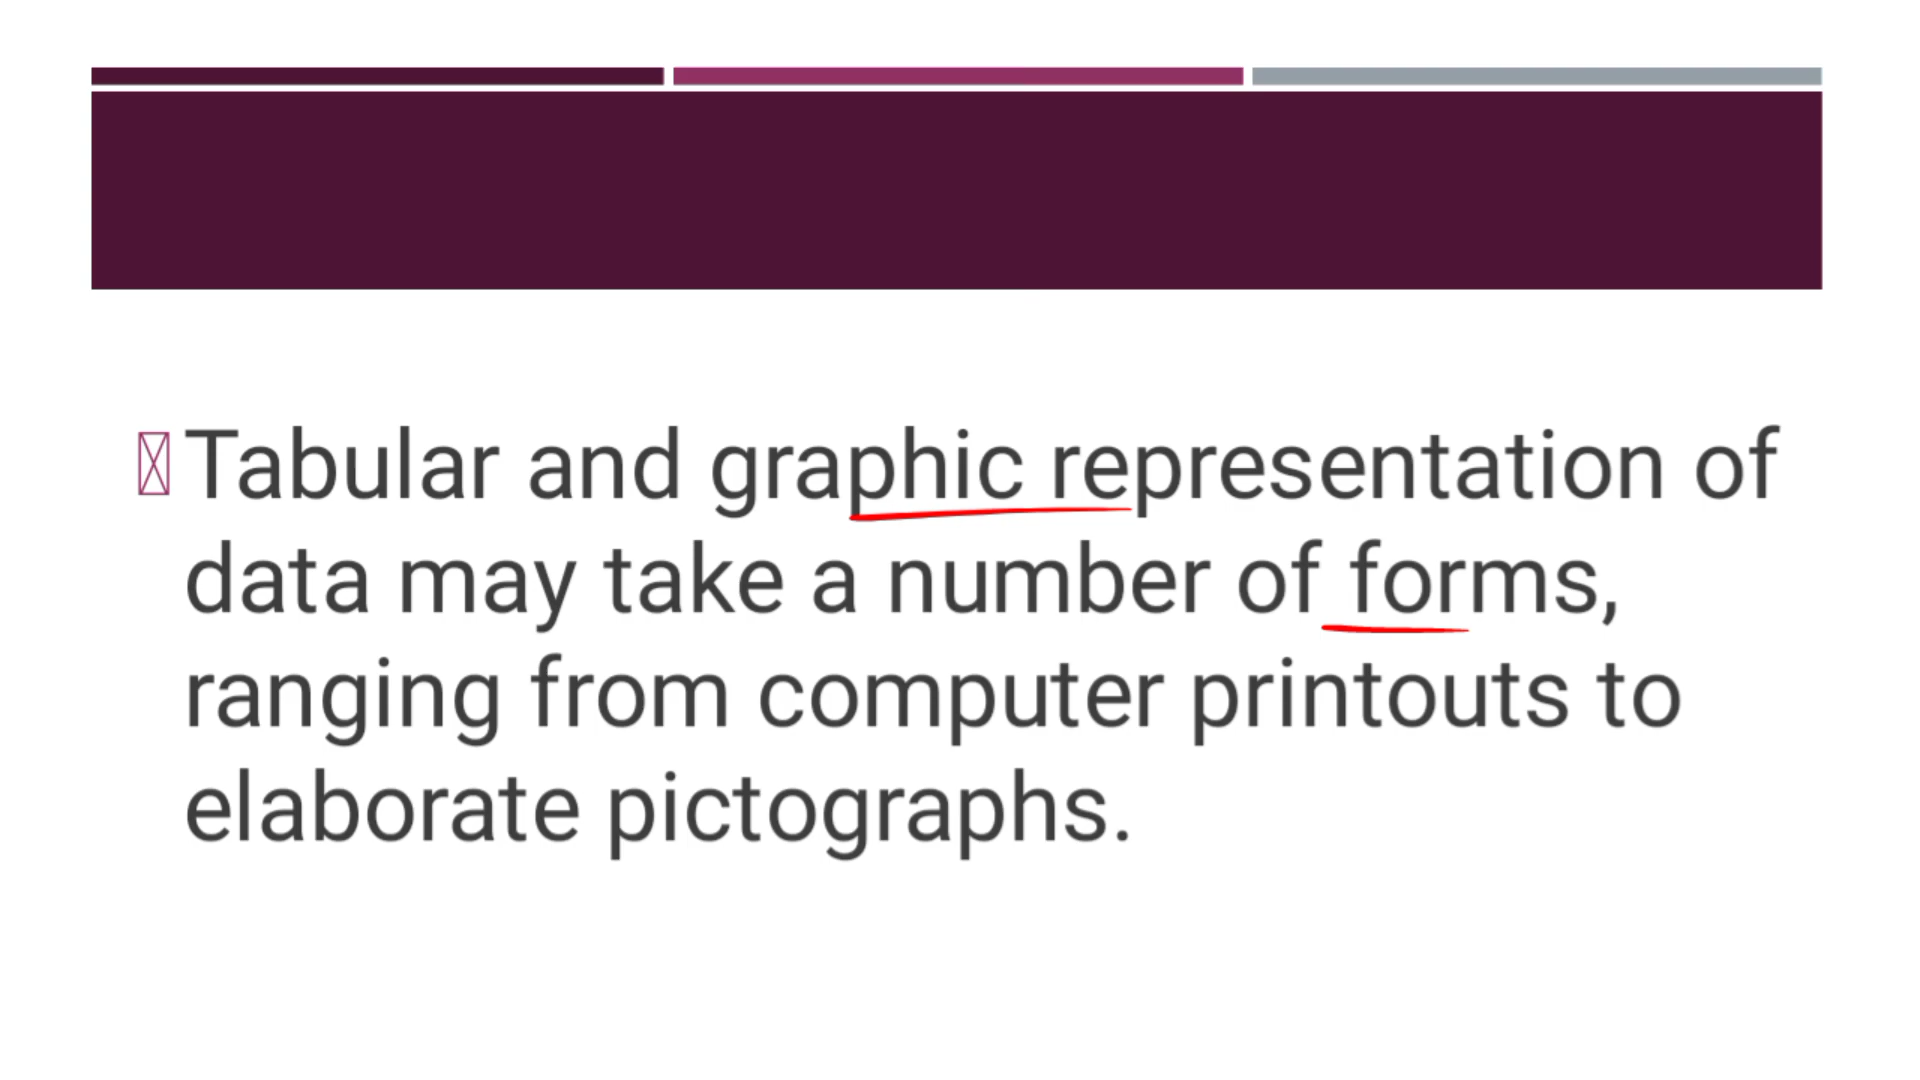 Tabular and graphic representation of
data may take a number of forms,
ranging from computer printouts to
elaborate pictographs.